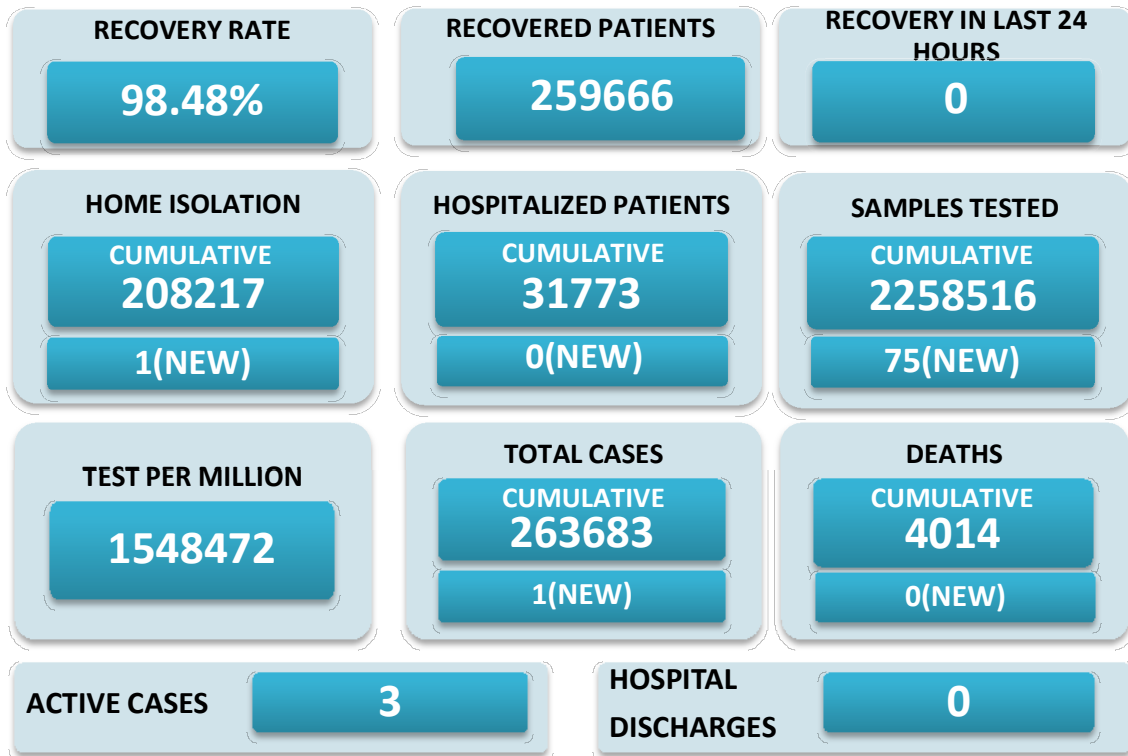 RECOVERY RATE
98.48%
RECOVERED PATIENTS
259666
RECOVERY IN LAST 24
HOURS
0
HOME ISOLATION
CUMULATIVE
208217
1(NEW)
HOSPITALIZED PATIENTS
CUMULATIVE
31773
0(NEW)
SAMPLES TESTED
CUMULATIVE
2258516
75(NEW)
TEST PER MILLION
1548472
TOTAL CASES
CUMULATIVE
263683
1(NEW)
DEATHS
CUMULATIVE
4014
0(NEW)
ACTIVE CASES
3
HOSPITAL
DISCHARGES
0